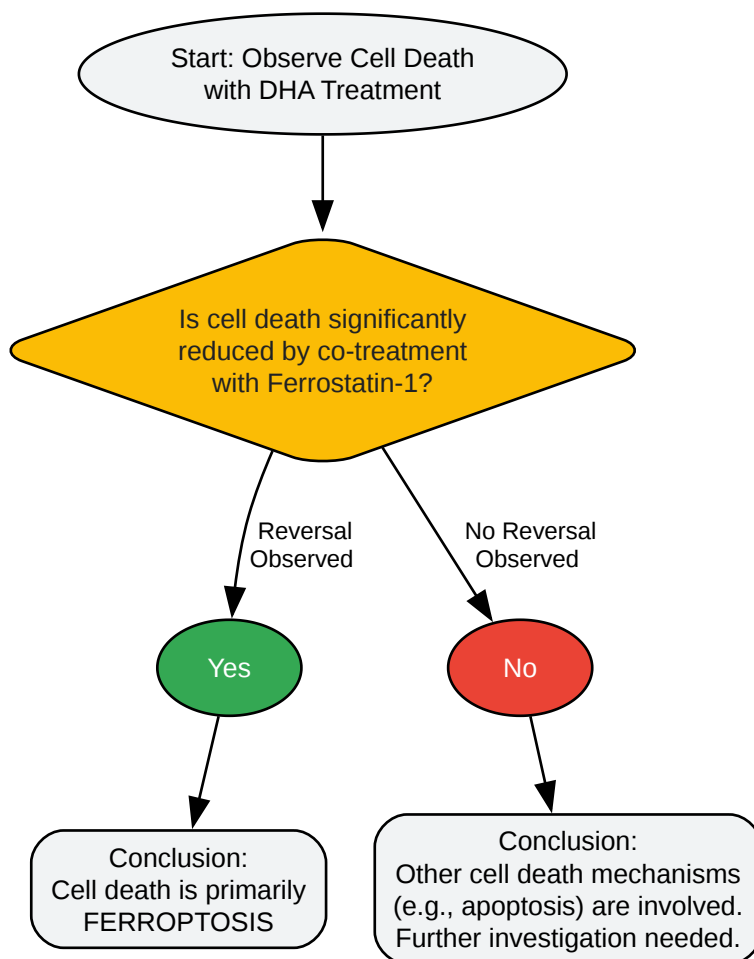 Start: Observe Cell Death
with DHA Treatment
Is cell death significantly
reduced by co-treatment
with Ferrostatin-1?
Reversal
Observed
No Reversal
Observed
Yes
No
Conclusion:
Cell death is primarily
FERROPTOSIS
Conclusion:
Other cell death mechanisms
(e.g., apoptosis) are involved.
Further investigation needed.